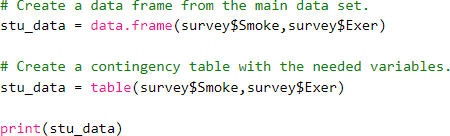 # Create a data frame from the main data set.
stu_data = data.frame(survey$Smoke,survey$Exer)
# Create a contingency table with the needed variables.
stu_data = table(survey$Smoke,survey$Exer)
print(stu_data)